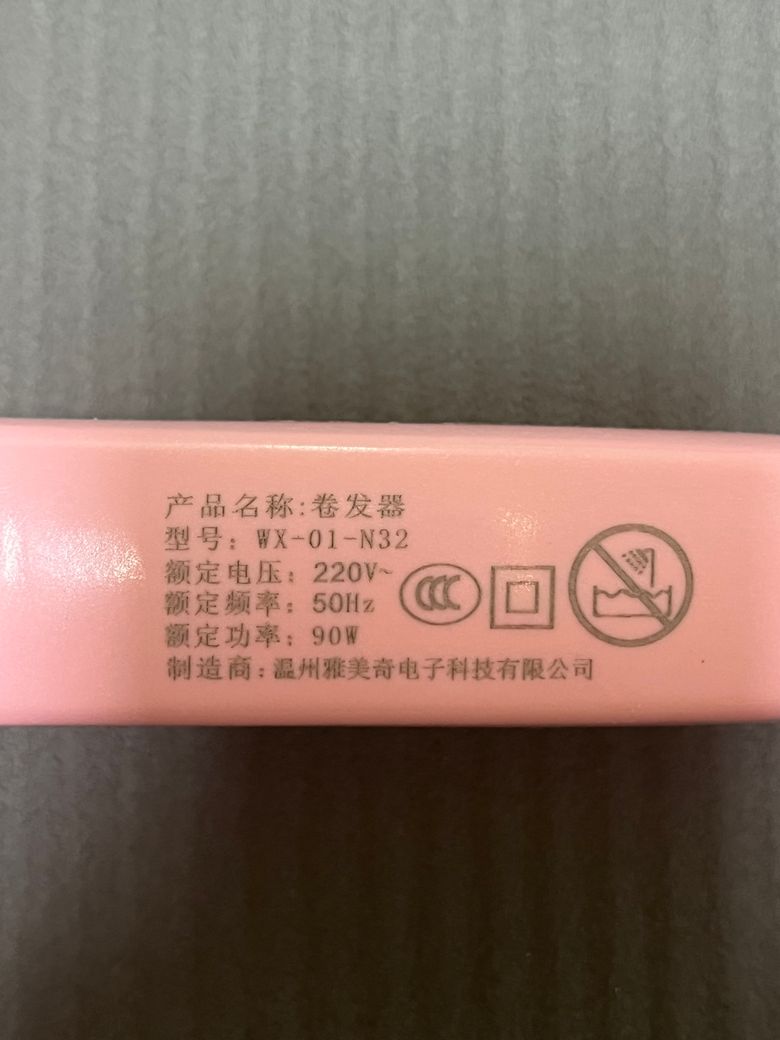 产品名称:卷发器
型号: WX-01-N32
额定电压: 220V~
额定频率: 50Hz
额定功率: 90W
制造商:温州雅美奇电子科技有限公司
CCC